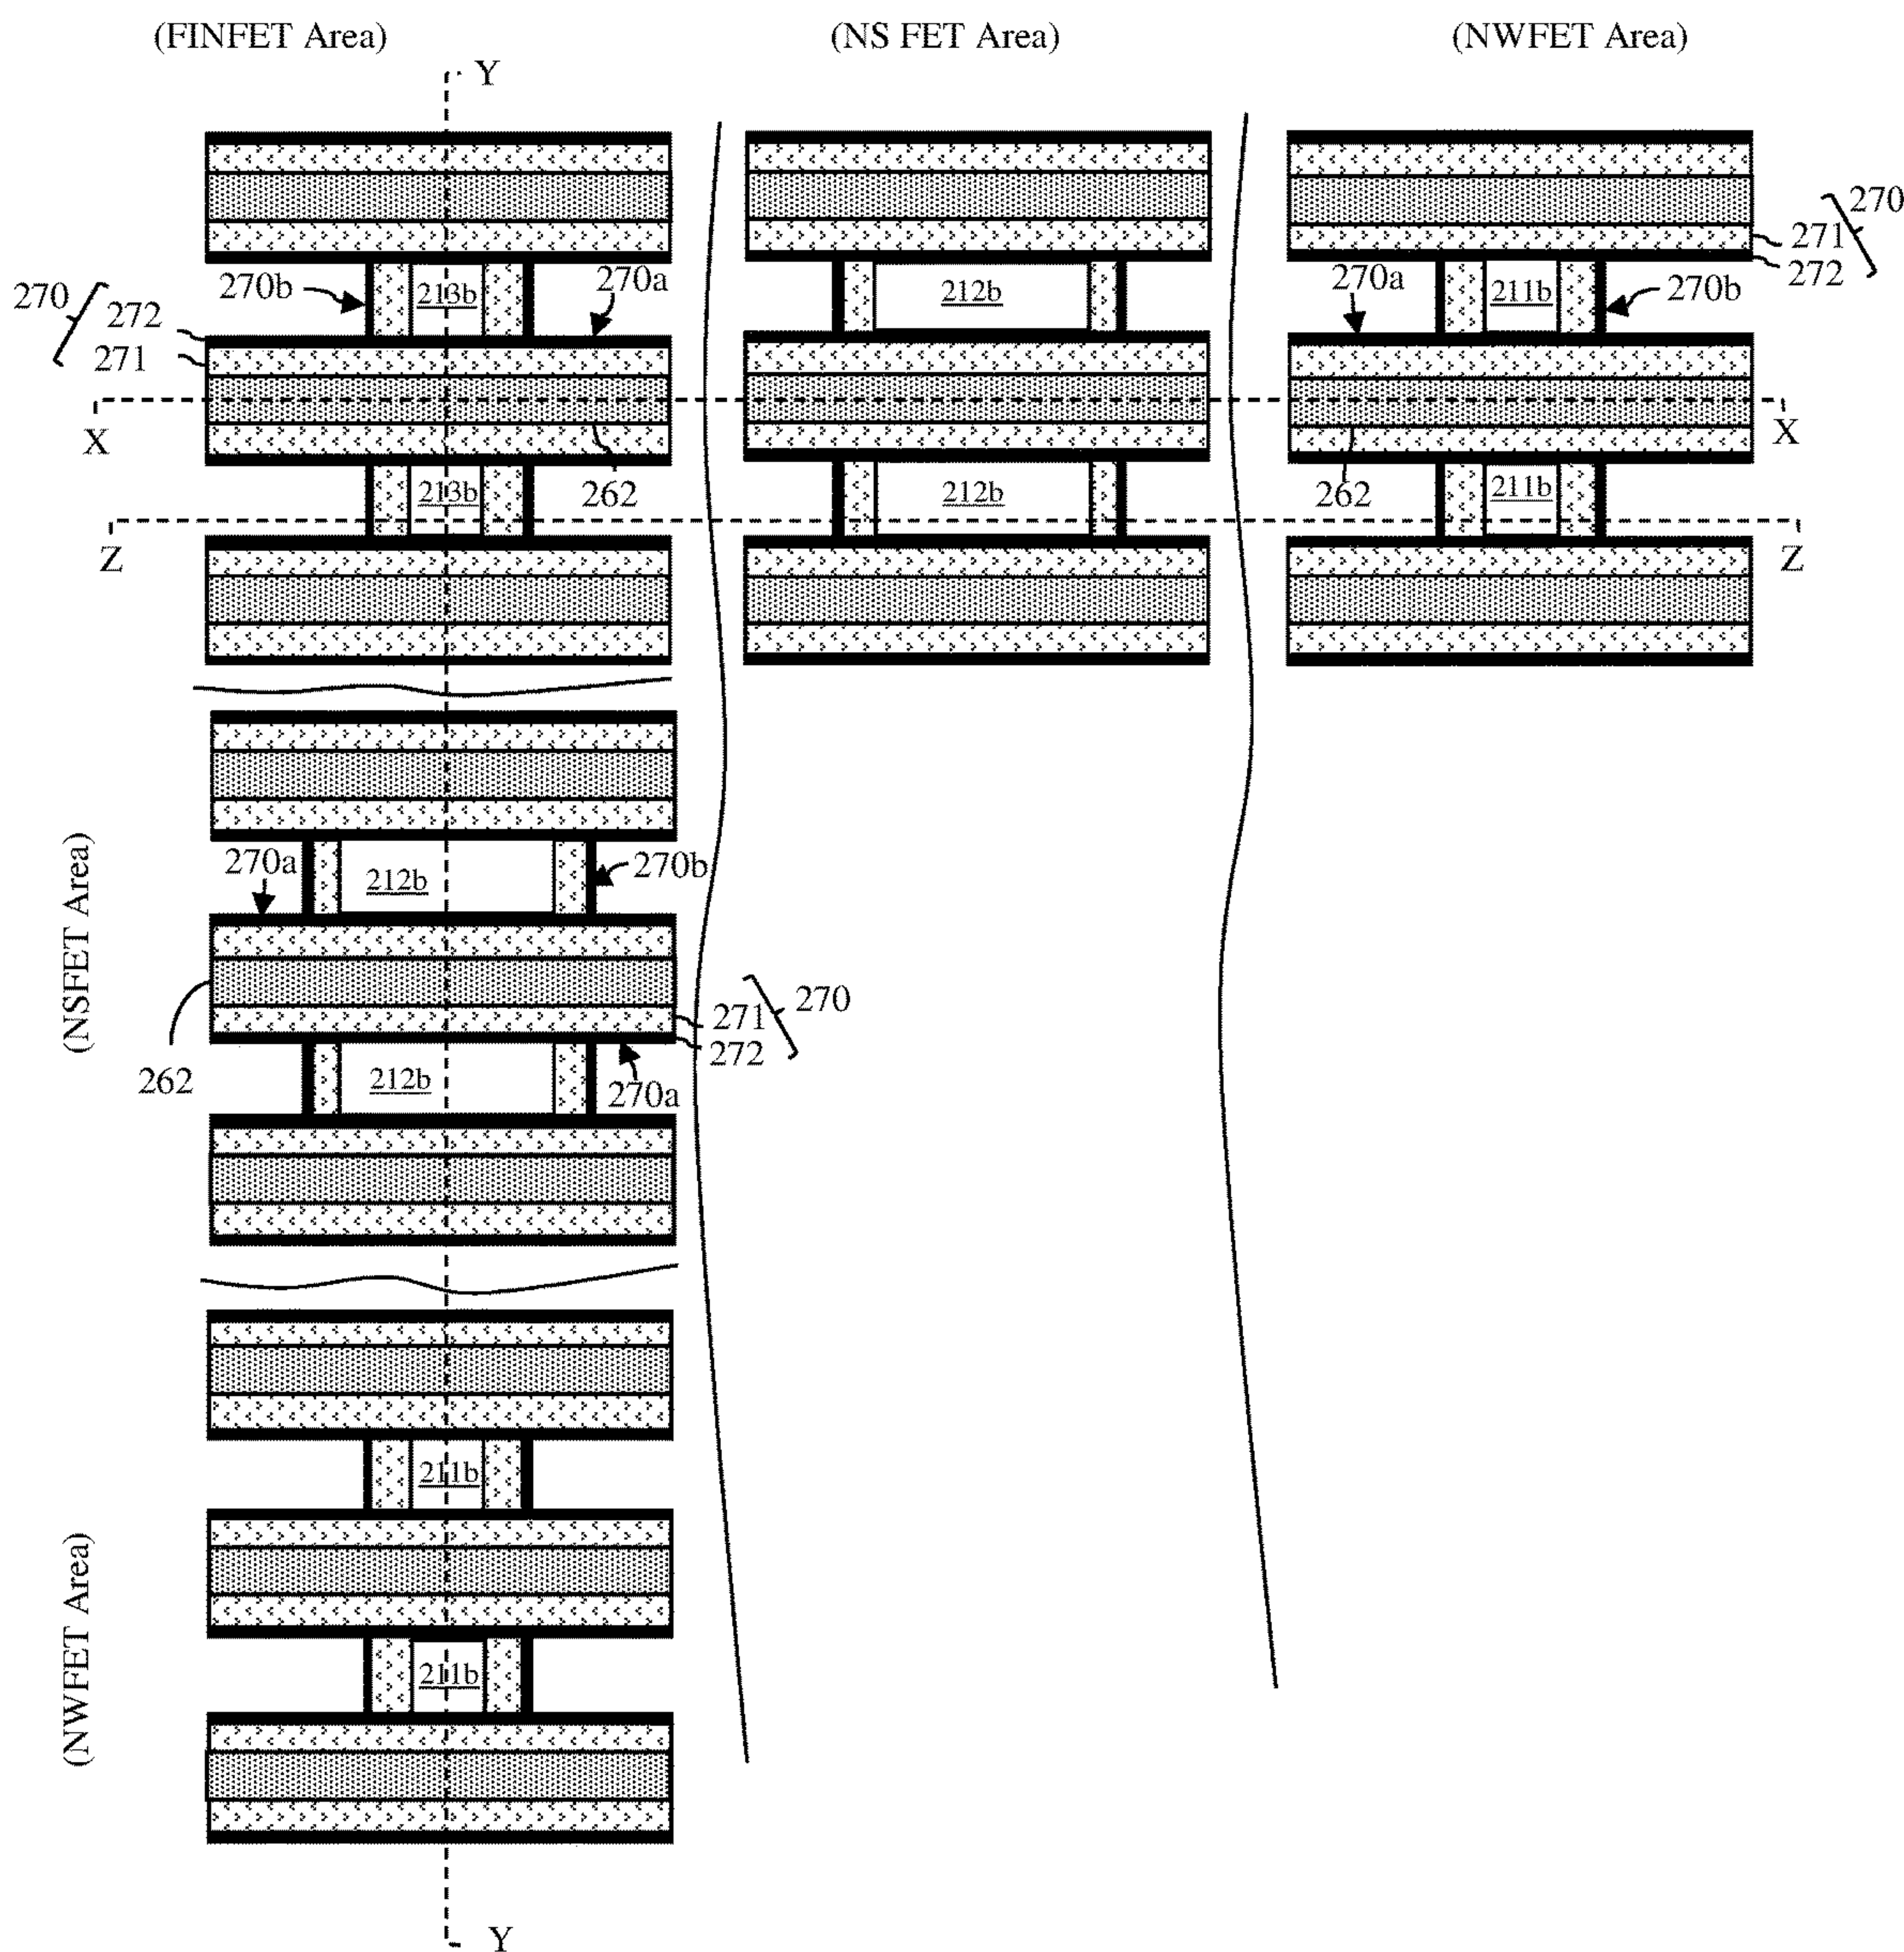 (FINFET Area)
(NS FET Area)
(NWFET Area)
Y
270
271
272
270b
213b
270a
212b
270a
211b
270b
270
272
271
X
X
213b
262
212b
262
211b
Z
Z
(NSFET Area)
270a
212b
270b
271
270
272
262
212b
270a
(NWFET Area)
211b
211b
Y